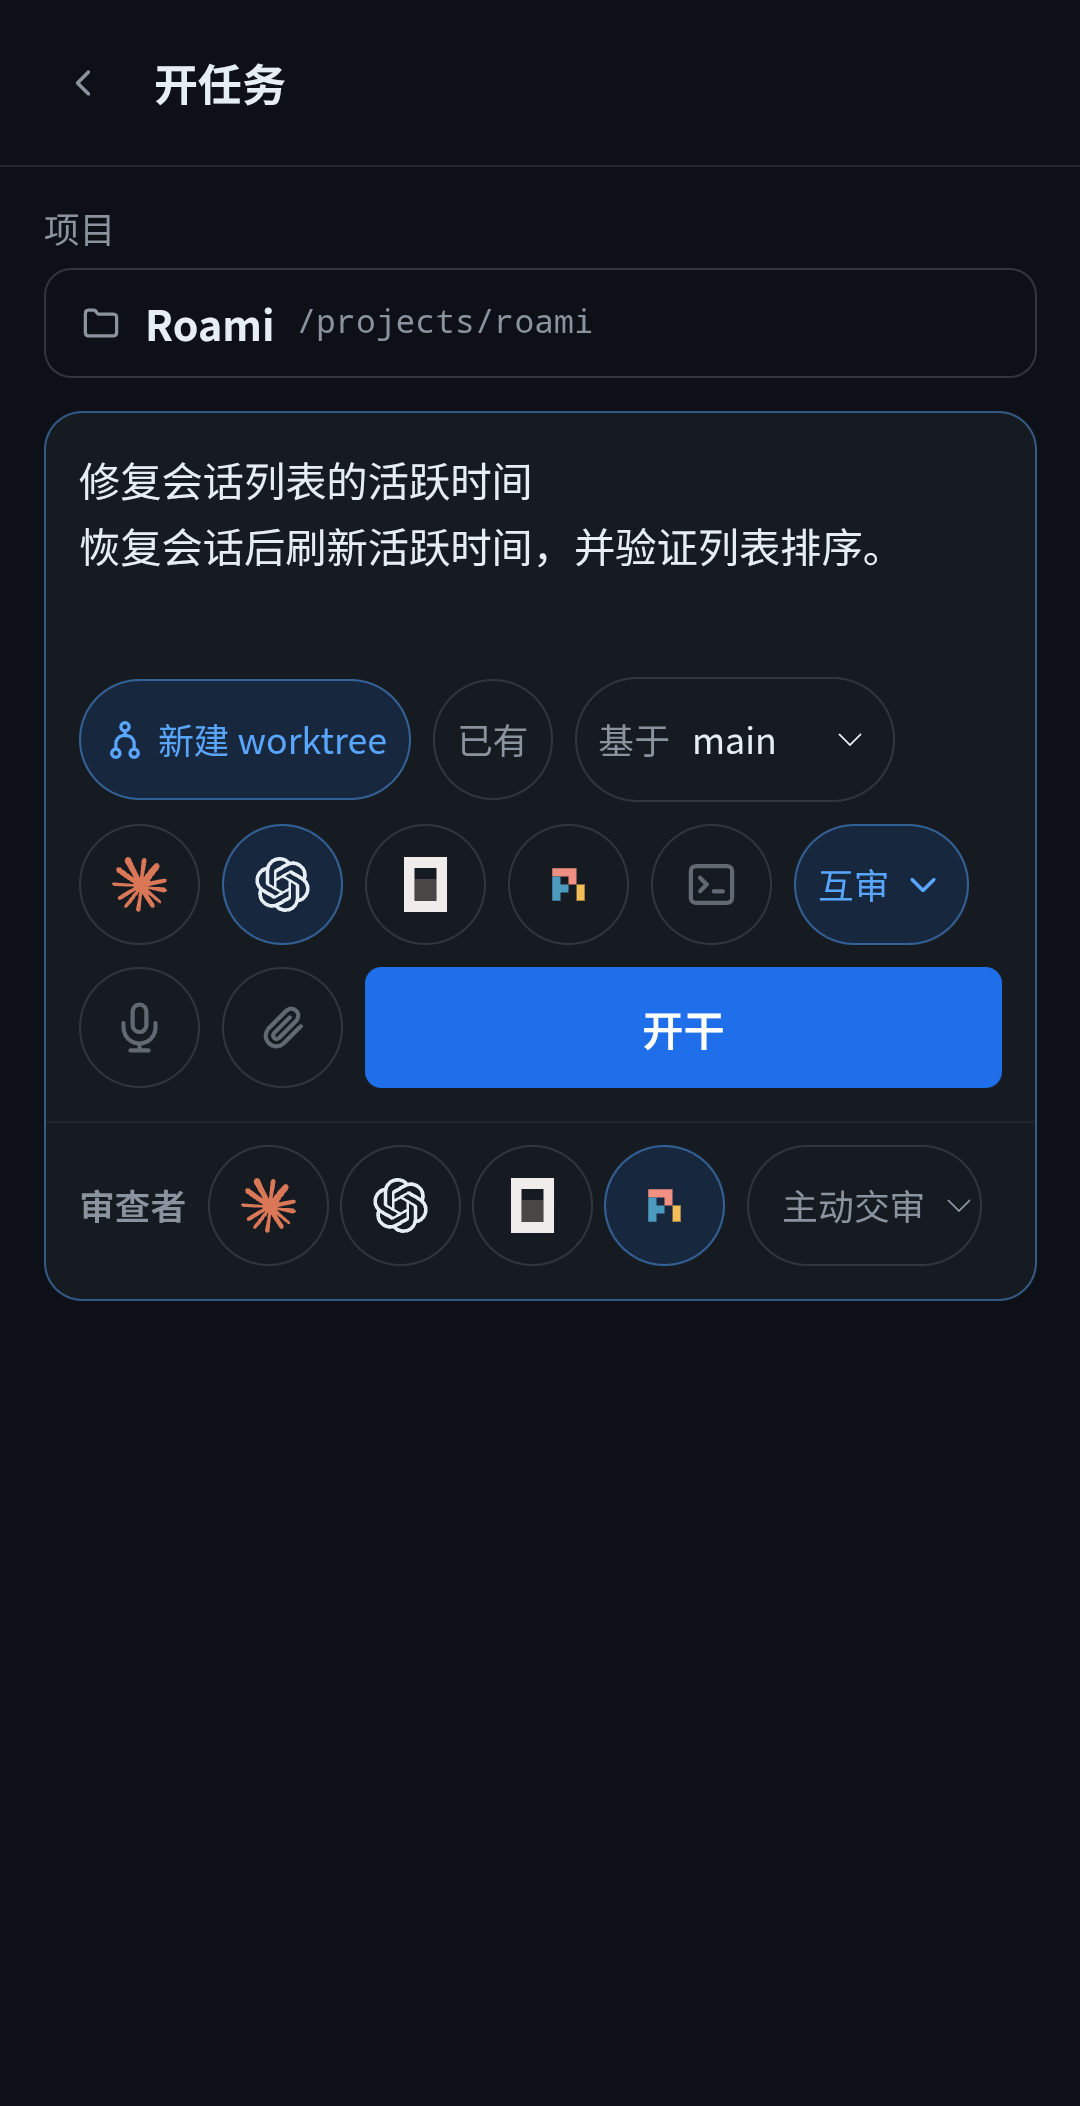 开任务
项目
Roami /projects/roami
修复会话列表的活跃时间
恢复会话后刷新活跃时间，并验证列表排序。
新建 worktree 已有 基于 main
互审
开干
审查者 主动交审